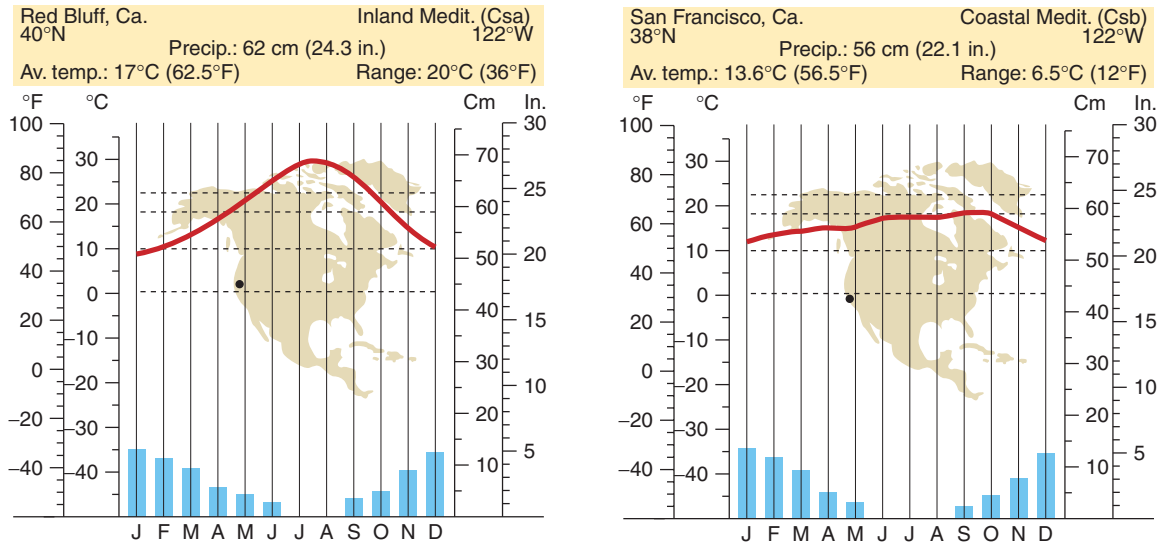 Red Bluff, Ca. Inland Medit. (Csa)
40°N 122°W
Precip.: 62 cm (24.3 in.)
Av. temp.: 17°C (62.5°F) Range: 20°C (36°F)
°F °C Cm In.
100 30
30 70
80 25
20 60
60
10 20
50
40
0 40
20 15
–10 30
0 10
–20 20
–20
–30 5
–40 10
–40
J F M A M J J A S O N D
San Francisco, Ca. Coastal Medit. (Csb)
38°N 122°W
Precip.: 56 cm (22.1 in.)
Av. temp.: 13.6°C (56.5°F) Range: 6.5°C (12°F)
°F °C Cm In.
100 30
30 70
80 25
20 60
60
10 20
50
40
0 40
20 15
–10 30
0 10
–20 20
–20
–30 5
–40 10
–40
J F M A M J J A S O N D